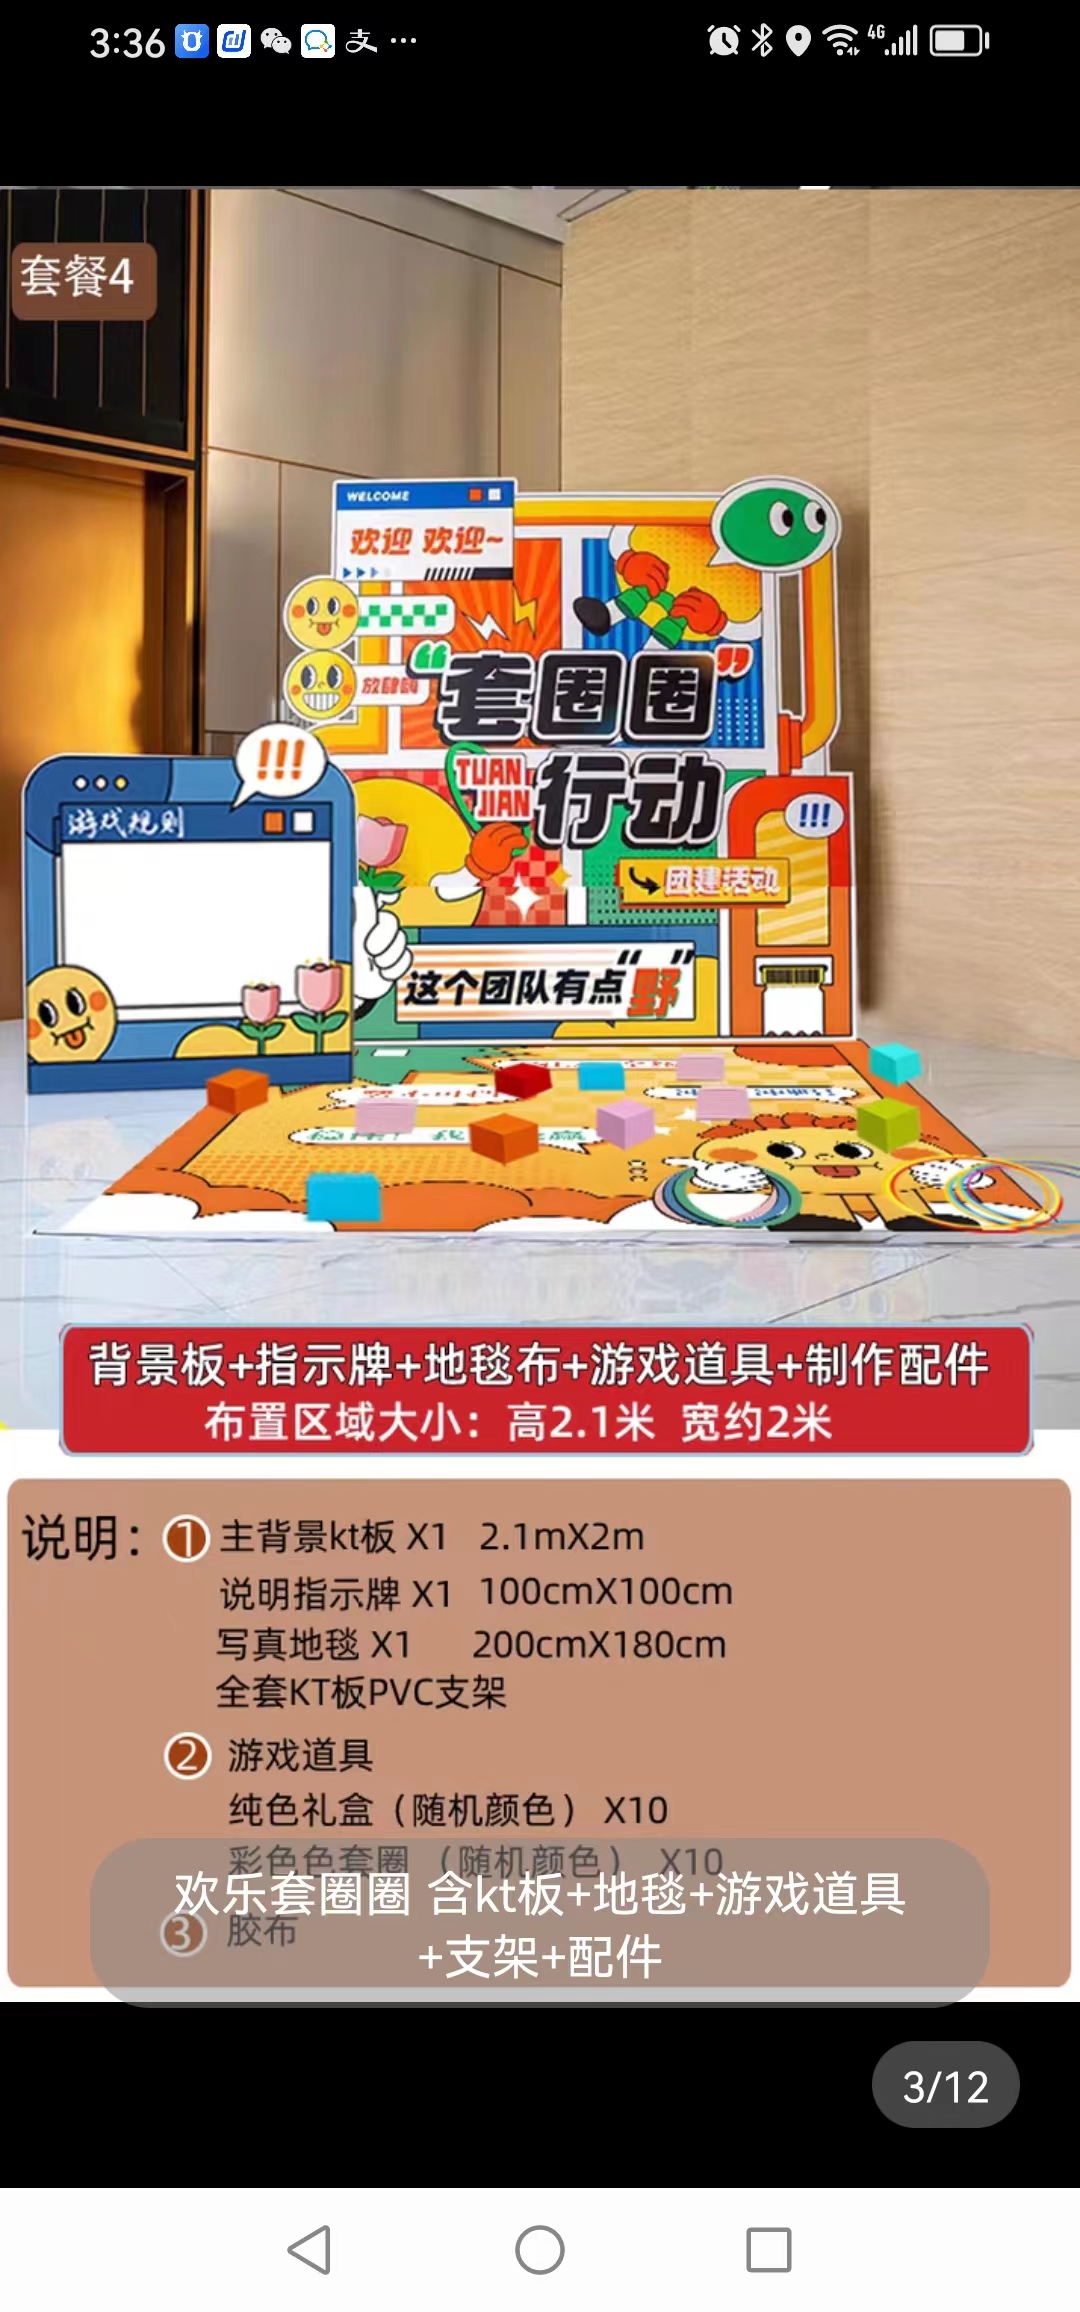 3:36
4G
套餐4
WELCOME
欢迎 欢迎~
放肆嗨
“套圈圈”
TUAN
JIAN
行动
!!!
游戏规则
!!!
团建活动
这个团队有点“野”
背景板+指示牌+地毯布+游戏道具+制作配件
布置区域大小：高2.1米 宽约2米
说明：①主背景kt板 X1 2.1mX2m
说明指示牌 X1 100cmX100cm
写真地毯 X1 200cmX180cm
全套KT板PVC支架
② 游戏道具
纯色礼盒（随机颜色） X10
彩色色套圈 （随机颜色） X10
③ 胶布
欢乐套圈圈 含kt板+地毯+游戏道具
+支架+配件
3/12